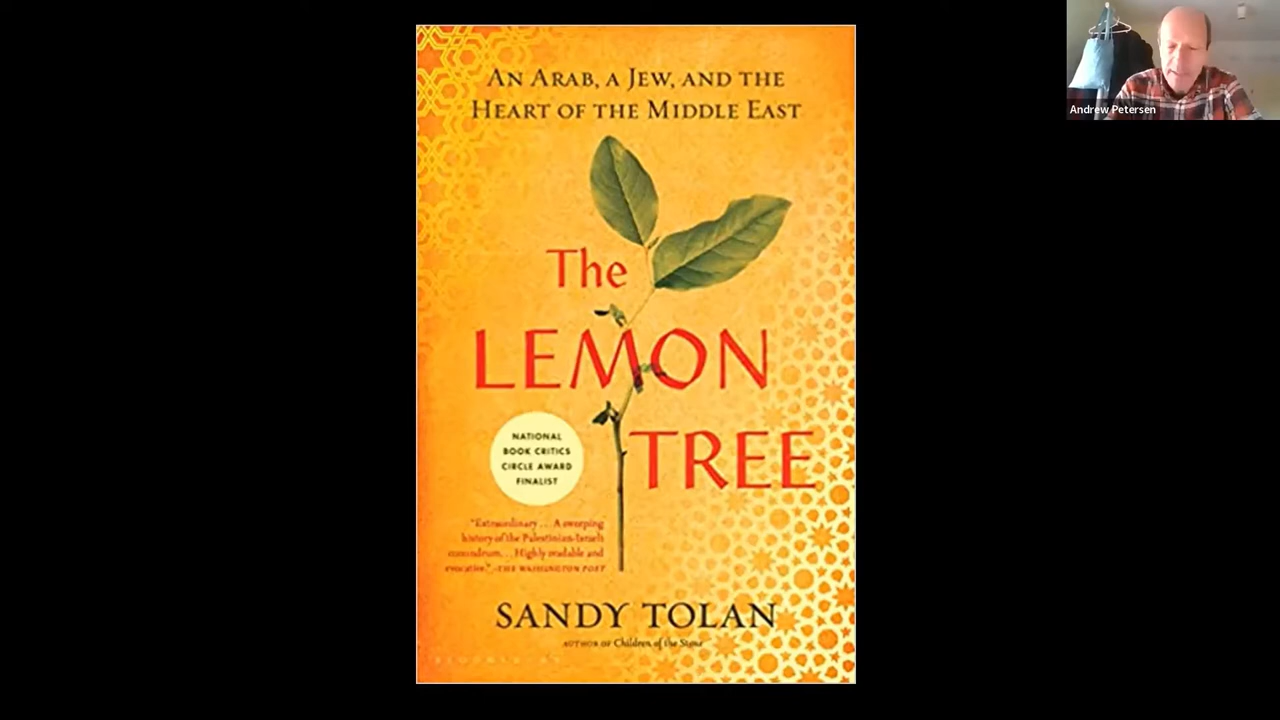 AN ARAB, A JEW, AND THE
HEART OF THE MIDDLE EAST
The
LEMON
TREE
NATIONAL
BOOK CRITICS
CIRCLE AWARD
FINALIST
"Extraordinary... A sweeping
history of the Palestinian-Israeli
conundrum... Highly readable and
evocative." -THE WASHINGTON POST
SANDY TOLAN
AUTHOR OF Children of the Stone
BLOOMSBURY
Andrew Petersen